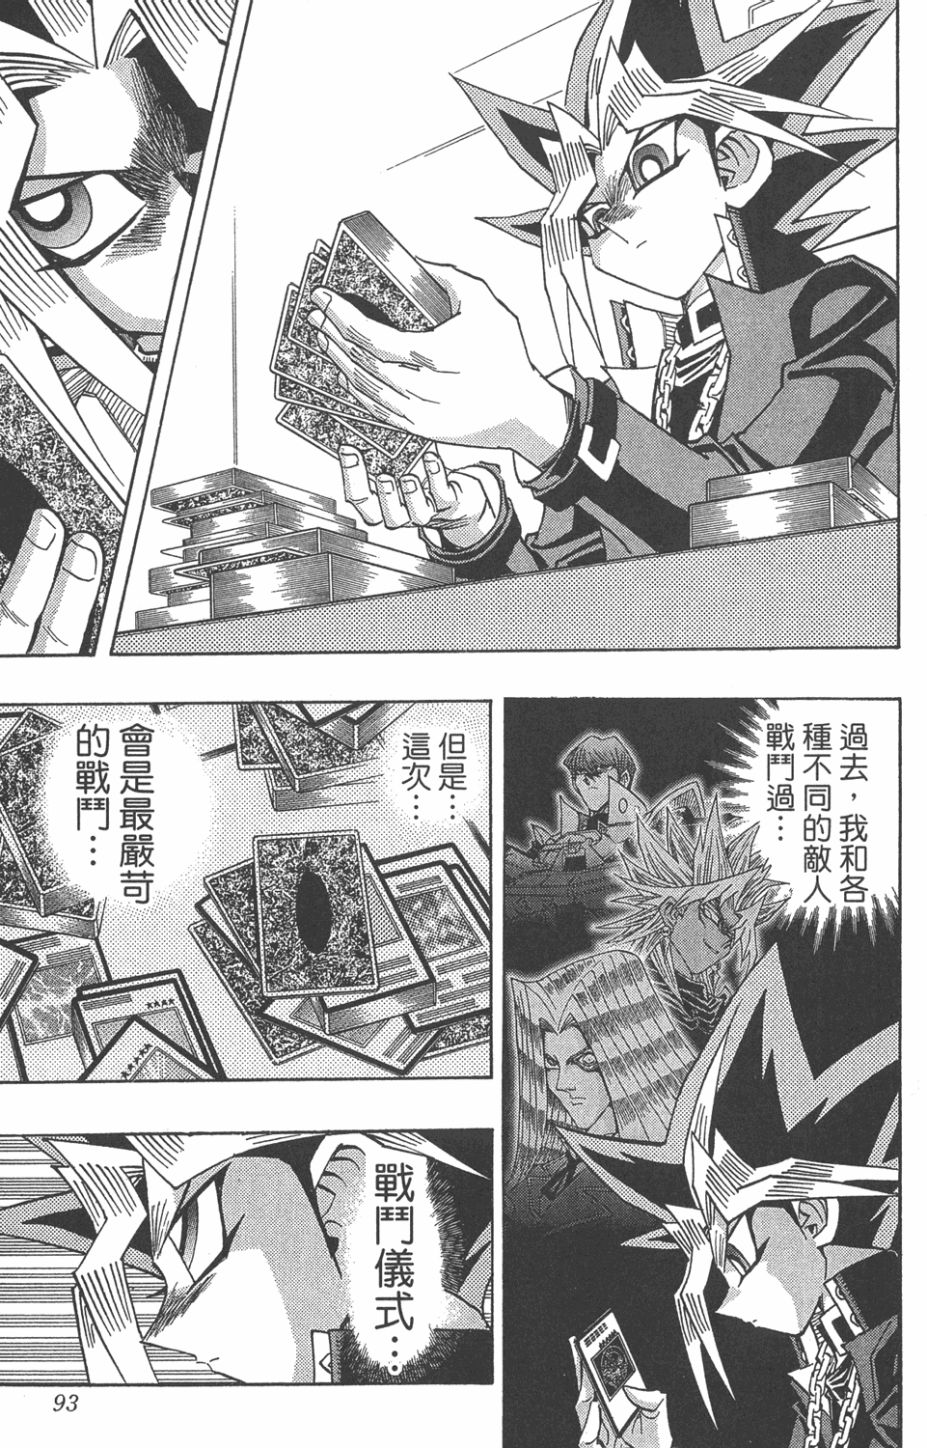 過去，我和各
種不同的敵人
戰鬥過…
但是…
這次…
會是最嚴苛
的戰鬥…
戰鬥儀式…
93